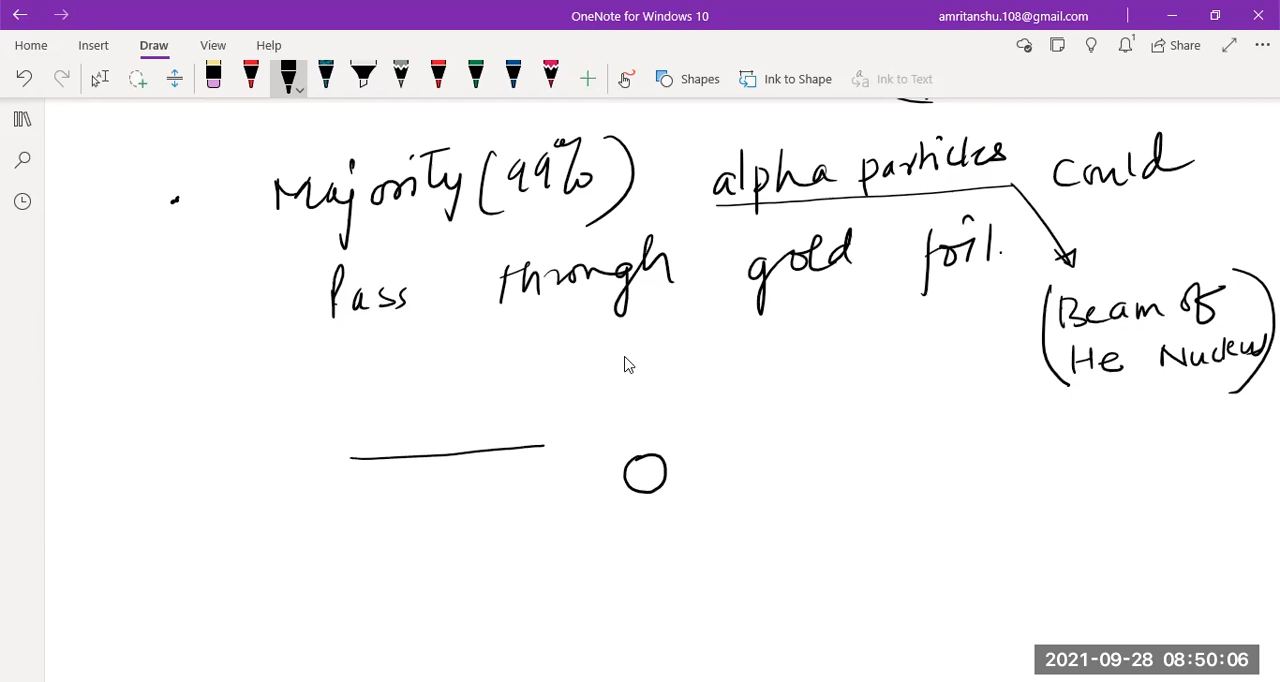 OneNote for Windows 10
amritanshu.108@gmail.com
Home Insert Draw View Help
1 Share
Shapes Ink to Shape Ink to Text
. Majority (99%) alpha particles could
Pass through gold foil.
(Beam of
He Nucleus)
2021-09-28 08:50:06